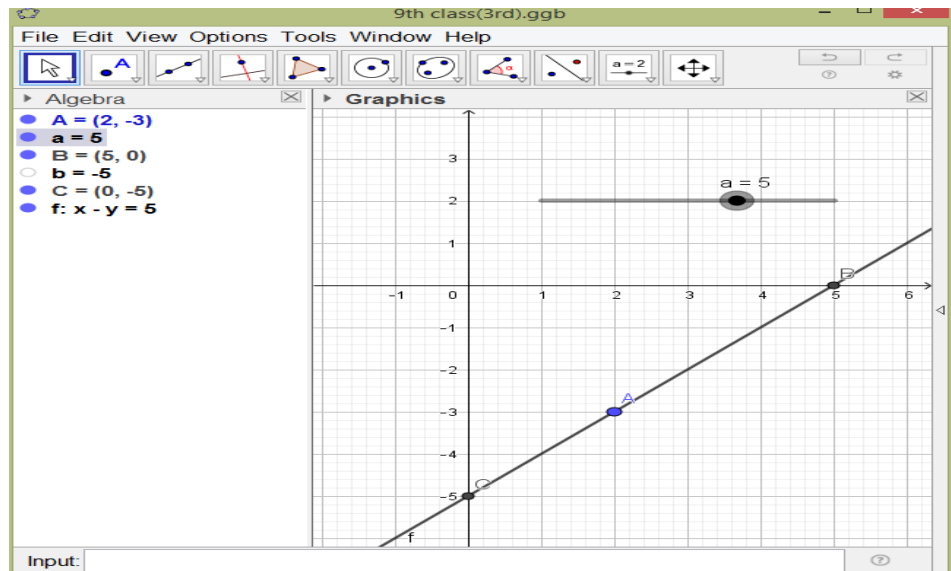 9th class(3rd).ggb
File Edit View Options Tools Window Help
A
α
a = 2
Algebra
Graphics
A = (2, -3)
a = 5
B = (5, 0)
b = -5
C = (0, -5)
f: x - y = 5
a = 5
3
2
1
-1 0 1 2 3 4 5 6
-1
-2
-3
-4
-5
B
A
C
f
Input: